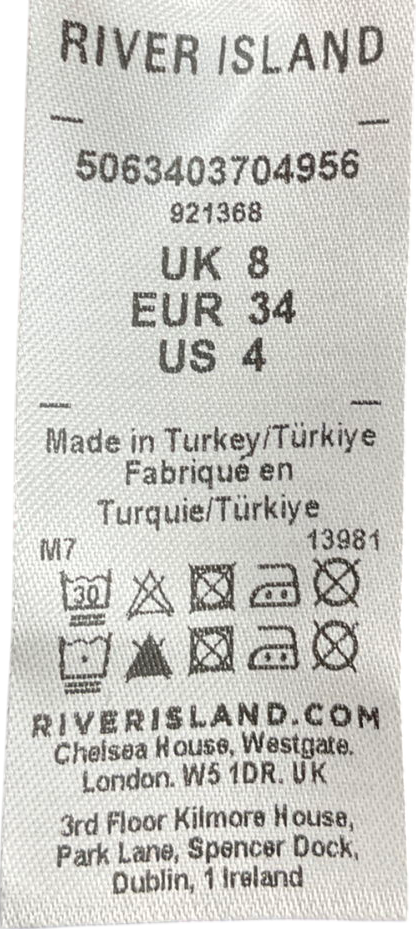 RIVER ISLAND
5063403704956
921368
UK 8
EUR 34
US 4
Made in Turkey/Türkiye
Fabriqué en
Turquie/Türkiye
M7 13981
30
RIVERISLAND.COM
Chelsea House, Westgate.
London. W5 1DR. UK
3rd Floor Kilmore House,
Park Lane, Spencer Dock,
Dublin, 1 Ireland